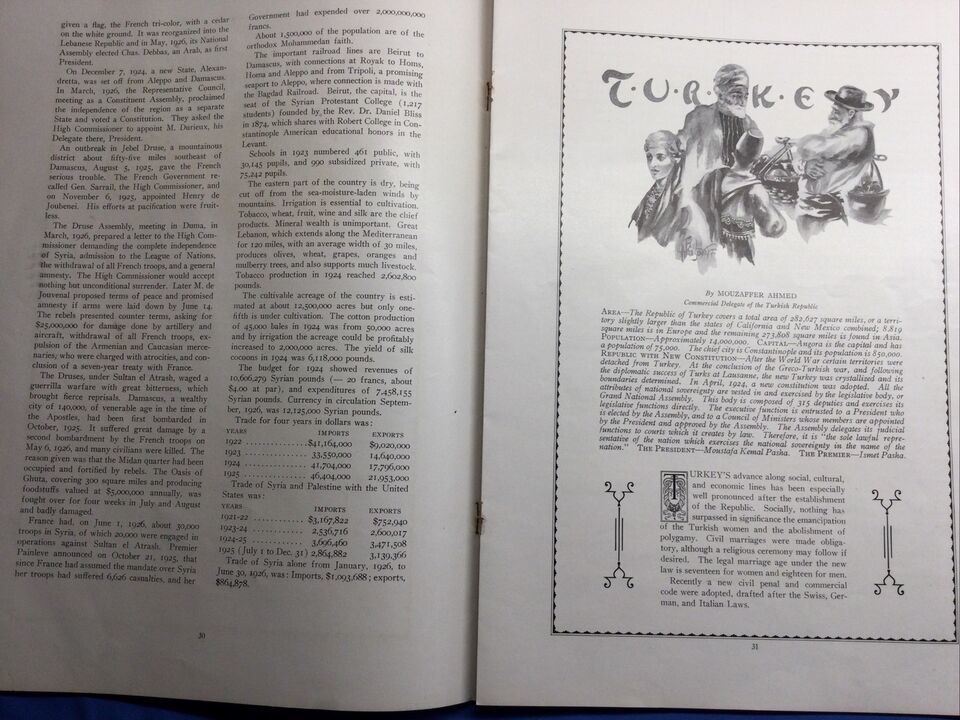 given a flag, the French tri-color, with a cedar
on the white ground. It was reorganized into the
Lebanese Republic and in May, 1926, its National
Assembly elected Chas. Debbas, an Arab, as first
President.
On December 7, 1924, a new State, Alexan-
dretta, was set off from Aleppo and Damascus.
In March, 1926, the Representative Council,
meeting as a Constituent Assembly, proclaimed
the independence of the region as a separate
State and voted a Constitution. They asked the
High Commissioner to appoint M. Durieux, his
Delegate there, President.
An outbreak in Jebel Druse, a mountainous
district about fifty-five miles southeast of
Damascus, August 5, 1925, gave the French
serious trouble. The French Government re-
called Gen. Sarrail, the High Commissioner, and
on November 6, 1925, appointed Henry de
Joubenei. His efforts at pacification were fruit-
less.
The Druse Assembly, meeting in Duma, in
March, 1926, prepared a letter to the High Com-
missioner demanding the complete independence
of Syria, admission to the League of Nations,
the withdrawal of all French troops, and a general
amnesty. The High Commissioner would accept
nothing but unconditional surrender. Later M. de
Jouvenal proposed terms of peace and promised
amnesty if arms were laid down by June 14.
The rebels presented counter terms, asking for
$25,000,000 for damage done by artillery and
aircraft, withdrawal of all French troops, ex-
pulsion of the Armenian and Caucasian merce-
naries, who were charged with atrocities, and con-
clusion of a seven-year treaty with France.
The Druses, under Sultan el Atrash, waged a
guerrilla warfare with great bitterness, which
brought fierce reprisals. Damascus, a wealthy
city of 140,000, of venerable age in the time of
the Apostles, had been first bombarded in
October, 1925. It suffered great damage by a
second bombardment by the French troops on
May 6, 1926, and many civilians were killed. The
reason given was that the Midan quarter had been
occupied and fortified by rebels. The Oasis of
Ghuta, covering 300 square miles and producing
foodstuffs valued at $5,000,000 annually, was
fought over for four weeks in July and August
and badly damaged.
France had, on June 1, 1926, about 30,000
troops in Syria, of which 20,000 were engaged in
operations against Sultan el Atrash. Premier
Painleve announced on October 21, 1925, that
since France had assumed the mandate over Syria
her troops had suffered 6,626 casualties, and her
30
Government had expended over 2,000,000,000
francs.
About 1,500,000 of the population are of the
orthodox Mohammedan faith.
The important railroad lines are Beirut to
Damascus, with connections at Royak to Homs,
Homa and Aleppo and from Tripoli, a promising
seaport to Aleppo, where connection is made with
the Bagdad Railroad. Beirut, the capital, is the
seat of the Syrian Protestant College (1,217
students) founded by the Rev. Dr. Daniel Bliss
in 1874, which shares with Robert College in Con-
stantinople American educational honors in the
Levant.
Schools in 1923 numbered 461 public, with
30,145 pupils, and 990 subsidized private, with
75,242 pupils.
The eastern part of the country is dry, being
cut off from the sea-moisture-laden winds by
mountains. Irrigation is essential to cultivation.
Tobacco, wheat, fruit, wine and silk are the chief
products. Mineral wealth is unimportant. Great
Lebanon, which extends along the Mediterranean
for 120 miles, with an average width of 30 miles,
produces olives, wheat, grapes, oranges and
mulberry trees, and also supports much livestock.
Tobacco production in 1924 reached 2,602,800
pounds.
The cultivable acreage of the country is esti-
mated at about 12,500,000 acres but only one-
fifth is under cultivation. The cotton production
of 45,000 bales in 1924 was from 50,000 acres
and by irrigation the acreage could be profitably
increased to 2,000,000 acres. The yield of silk
cocoons in 1924 was 6,118,000 pounds.
The budget for 1924 showed revenues of
10,666,279 Syrian pounds (— 20 francs, about
$4.00 at par), and expenditures of 7,458,155
Syrian pounds. Currency in circulation Septem-
ber, 1926, was 12,125,000 Syrian pounds.
Trade for four years in dollars was:
YEARS IMPORTS EXPORTS
1922 ............... $41,164,000 $9,020,000
1923 ............... 33,550,000 14,640,000
1924 ............... 41,704,000 17,796,000
1925 ............... 46,404,000 21,953,000
Trade of Syria and Palestine with the United
States was:
YEARS IMPORTS EXPORTS
1921-22 ............ $3,167,822 $752,940
1923-24 ............ 2,536,716 2,600,017
1924-25 ............ 3,696,460 3,471,508
1925 (July 1 to Dec. 31) 2,864,882 3,139,366
Trade of Syria alone from January, 1926, to
June 30, 1926, was: Imports, $1,093,688; exports,
$864,878.
T·U·R·K·E·Y
By MOUZAFFER AHMED
Commercial Delegate of the Turkish Republic
AREA—The Republic of Turkey covers a total area of 282,627 square miles, or a terri-
tory slightly larger than the states of California and New Mexico combined; 8,819
square miles is in Europe and the remaining 273,808 square miles is found in Asia.
POPULATION—Approximately 14,000,000. CAPITAL—Angora is the capital and has
a population of 75,000. The chief city is Constantinople and its population is 850,000.
REPUBLIC WITH NEW CONSTITUTION—After the World War certain territories were
detached from Turkey. At the conclusion of the Greco-Turkish war, and following
the diplomatic success of Turks at Lausanne, the new Turkey was crystallized and its
boundaries determined. In April, 1924, a new constitution was adopted. All the
attributes of national sovereignty are vested in and exercised by the legislative body, or
Grand National Assembly. This body is composed of 315 deputies and exercises its
legislative functions directly. The executive function is entrusted to a President who
is elected by the Assembly, and to a Council of Ministers whose members are appointed
by the President and approved by the Assembly. The Assembly delegates its judicial
functions to courts which it creates by law. Therefore, it is "the sole lawful repre-
sentative of the nation which exercises the national sovereignty in the name of the
nation." THE PRESIDENT—Moustafa Kemal Pasha. THE PREMIER—Ismet Pasha.
TURKEY'S advance along social, cultural,
and economic lines has been especially
well pronounced after the establishment
of the Republic. Socially, nothing has
surpassed in significance the emancipation
of the Turkish women and the abolishment of
polygamy. Civil marriages were made obliga-
tory, although a religious ceremony may follow if
desired. The legal marriage age under the new
law is seventeen for women and eighteen for men.
Recently a new civil penal and commercial
code were adopted, drafted after the Swiss, Ger-
man, and Italian Laws.
31